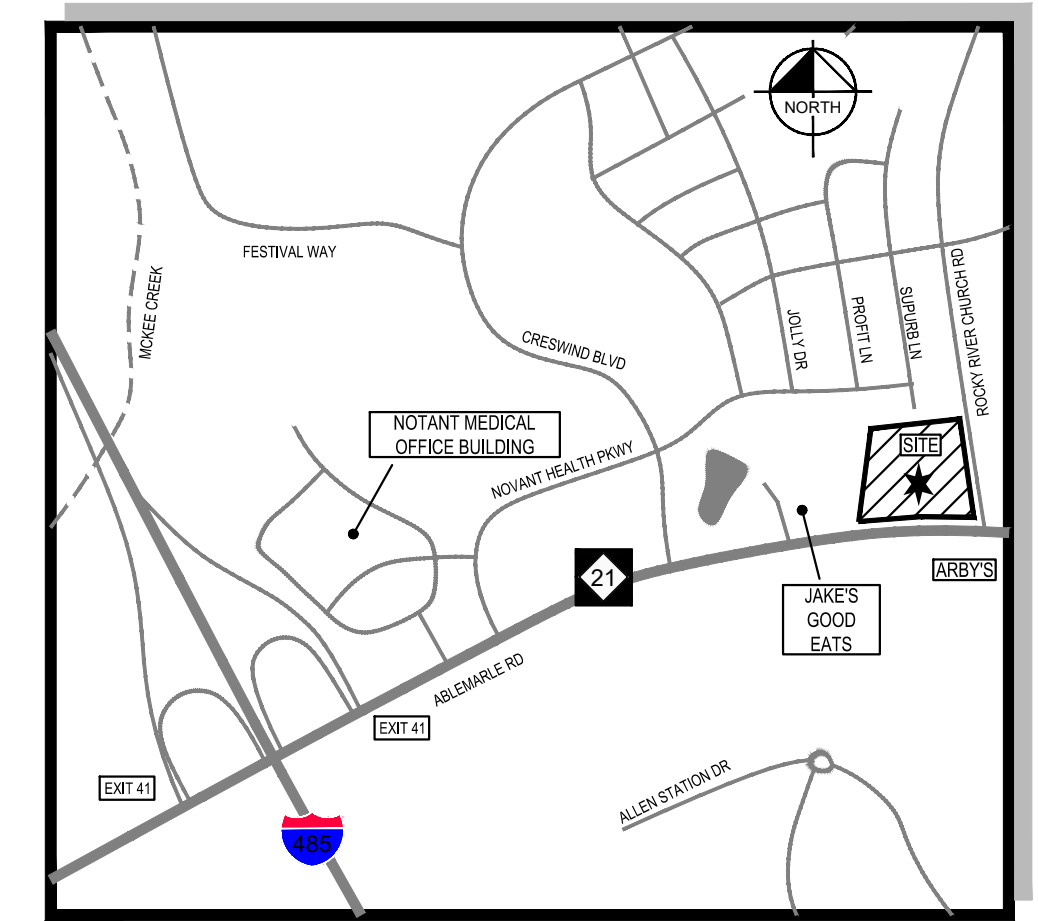 NORTH
FESTIVAL WAY
MCKEE CREEK
CRESWIND BLVD
JOLLY DR
PROFIT LN
SUPURB LN
ROCKY RIVER CHURCH RD
NOTANT MEDICAL
OFFICE BUILDING
NOVANT HEALTH PKWY
SITE
21
ARBY'S
JAKE'S
GOOD
EATS
ABLEMARLE RD
EXIT 41
EXIT 41
ALLEN STATION DR
485